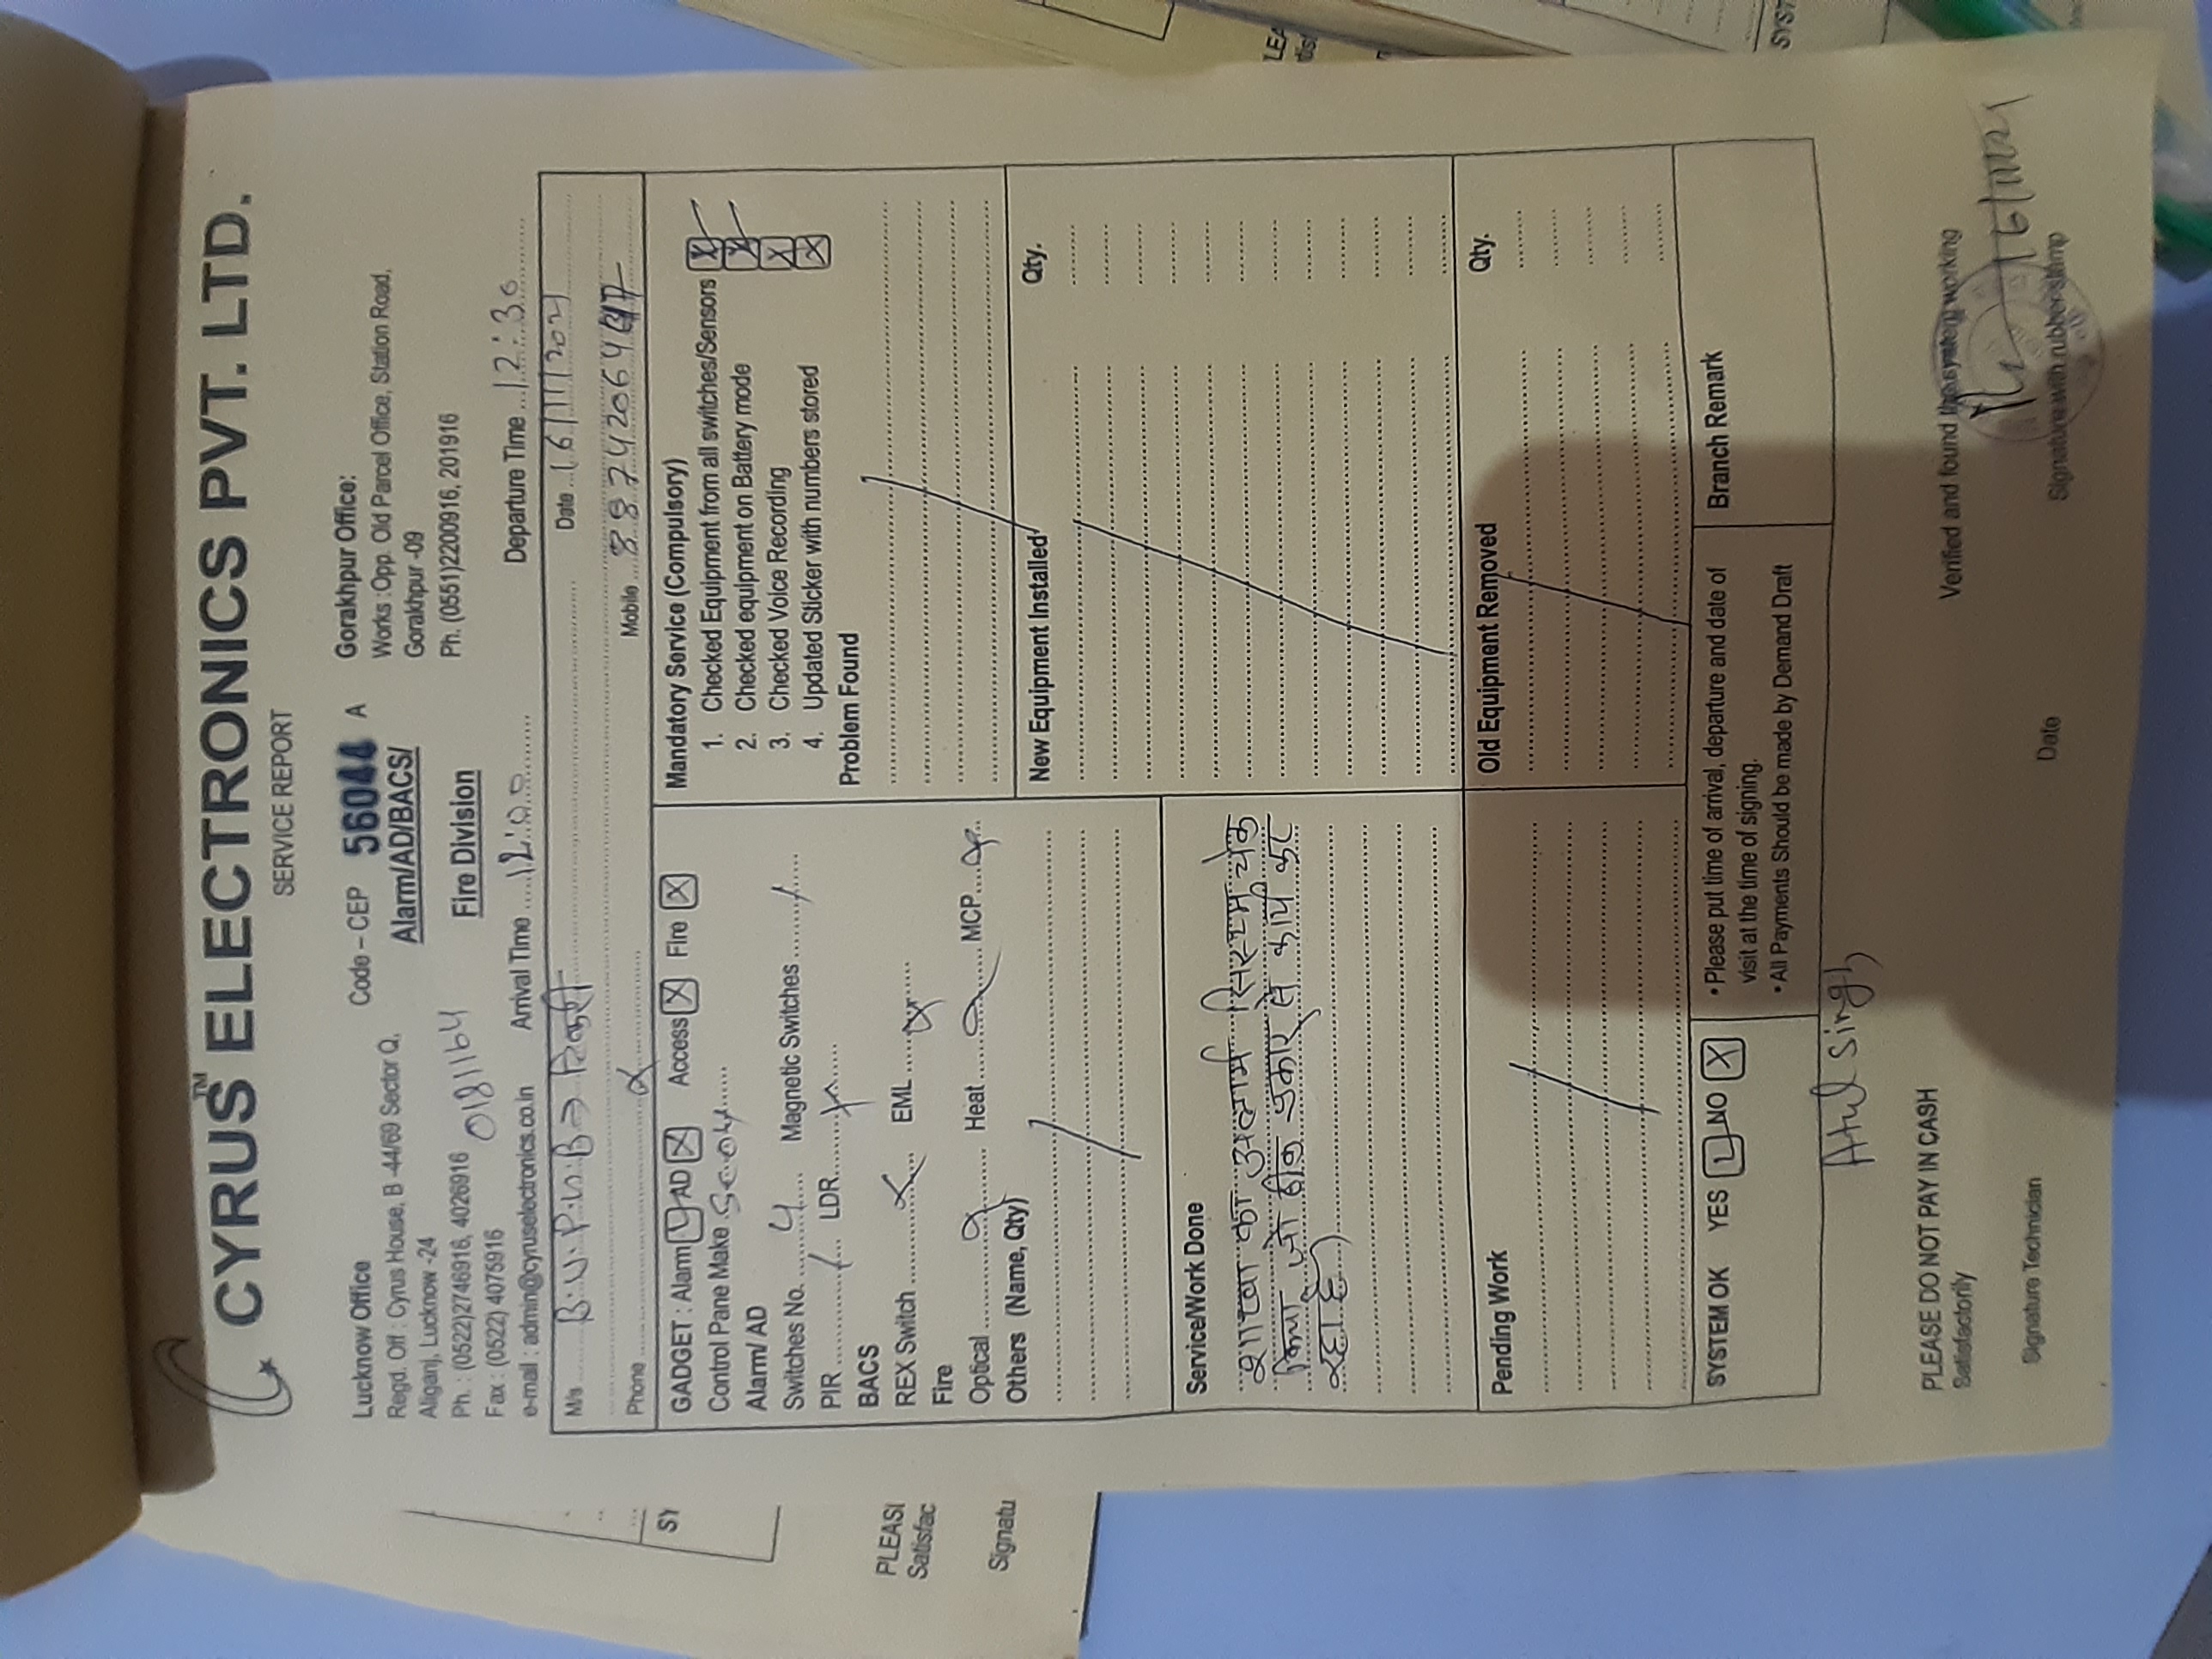 CYRUS™ ELECTRONICS PVT. LTD.
SERVICE REPORT
Lucknow Office
Regd. Off : Cyrus House, B -44/69 Sector Q,
Aliganj, Lucknow -24
Ph. : (0522)2746916, 4026916
Fax : (0522) 4075916
e-mail : admin@cyruselectronics.co.in
0181164
Code – CEP 56044 A
Alarm/AD/BACS/
Fire Division
Gorakhpur Office:
Works :Opp. Old Parcel Office, Station Road,
Gorakhpur -09
Ph. (0551)2200916, 201916
Arrival Time 12:00 Departure Time 12:30
M/s B.U.P.G.B → टिकरी Date 16/11/2021
Phone Mobile 8874206447
GADGET : Alarm AD X Access X Fire X
Control Pane Make
Alarm/ AD
Switches No. 4 Magnetic Switches /
PIR / LDR
BACS
REX Switch EML
Fire
Optical Heat MCP
Others (Name, Qty)
Mandatory Service (Compulsory)
1. Checked Equipment from all switches/Sensors
2. Checked equipment on Battery mode
3. Checked Voice Recording X
4. Updated Sticker with numbers stored X
Problem Found
New Equipment Installed Qty.
Service/Work Done
शाखा का अलार्म सिस्टम चेक
किया जो ठीक प्रकार से कार्य कर
रहा है)
Pending Work
Old Equipment Removed Qty.
SYSTEM OK YES NO X
• Please put time of arrival, departure and date of
visit at the time of signing.
• All Payments Should be made by Demand Draft
Branch Remark
Atul singh
PLEASE DO NOT PAY IN CASH
Satisfactorily
Verified and found the system working
16/11/21
Signature Technician
Date
Signature with rubber stamp
PLEASI
Satisfac
Signatu
SY
SYST